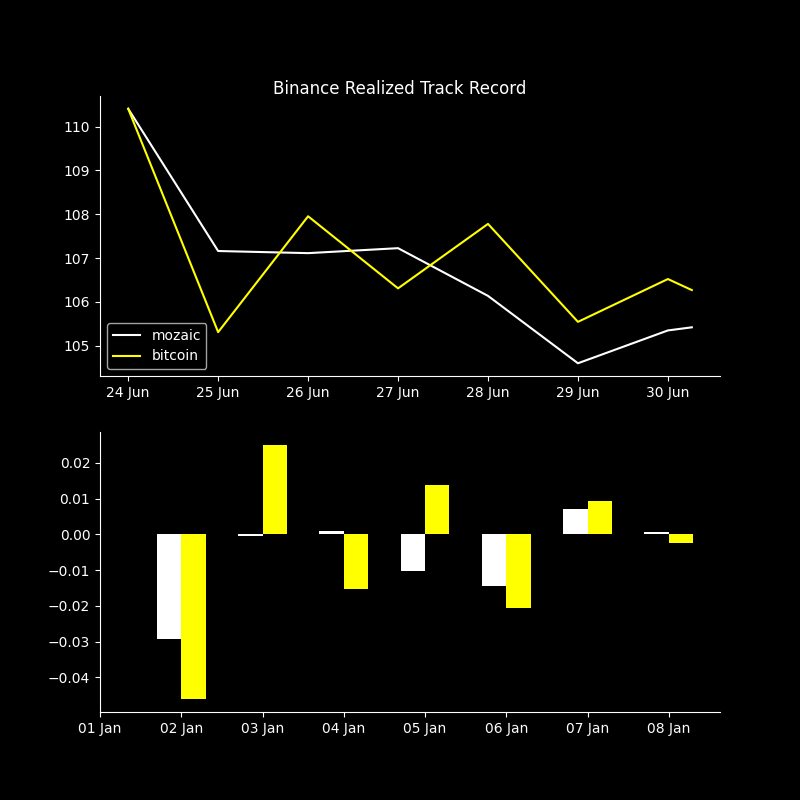 Binance Realized Track Record
110
109
108
107
106
105
mozaic
bitcoin
24 Jun 25 Jun 26 Jun 27 Jun 28 Jun 29 Jun 30 Jun
0.02
0.01
0.00
−0.01
−0.02
−0.03
−0.04
01 Jan 02 Jan 03 Jan 04 Jan 05 Jan 06 Jan 07 Jan 08 Jan